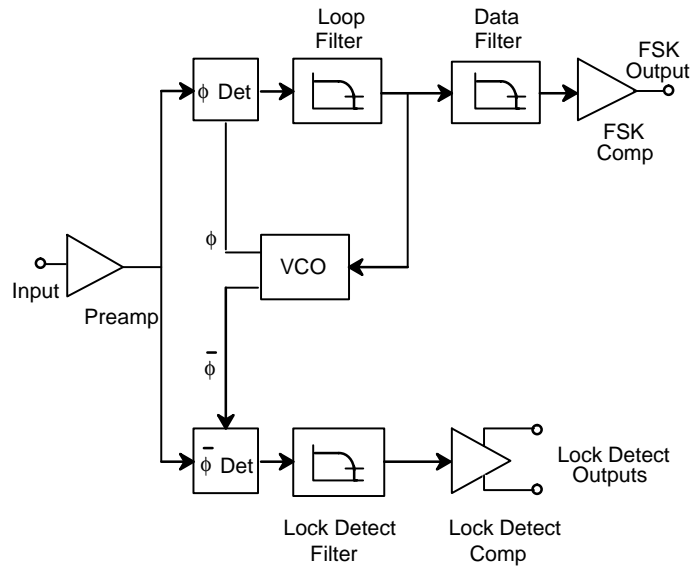 Loop
Filter
Data
Filter
FSK
Output
ϕ Det
FSK
Comp
ϕ
VCO
Input
Preamp
ϕ̅
ϕ̅ Det
Lock Detect
Outputs
Lock Detect
Filter
Lock Detect
Comp